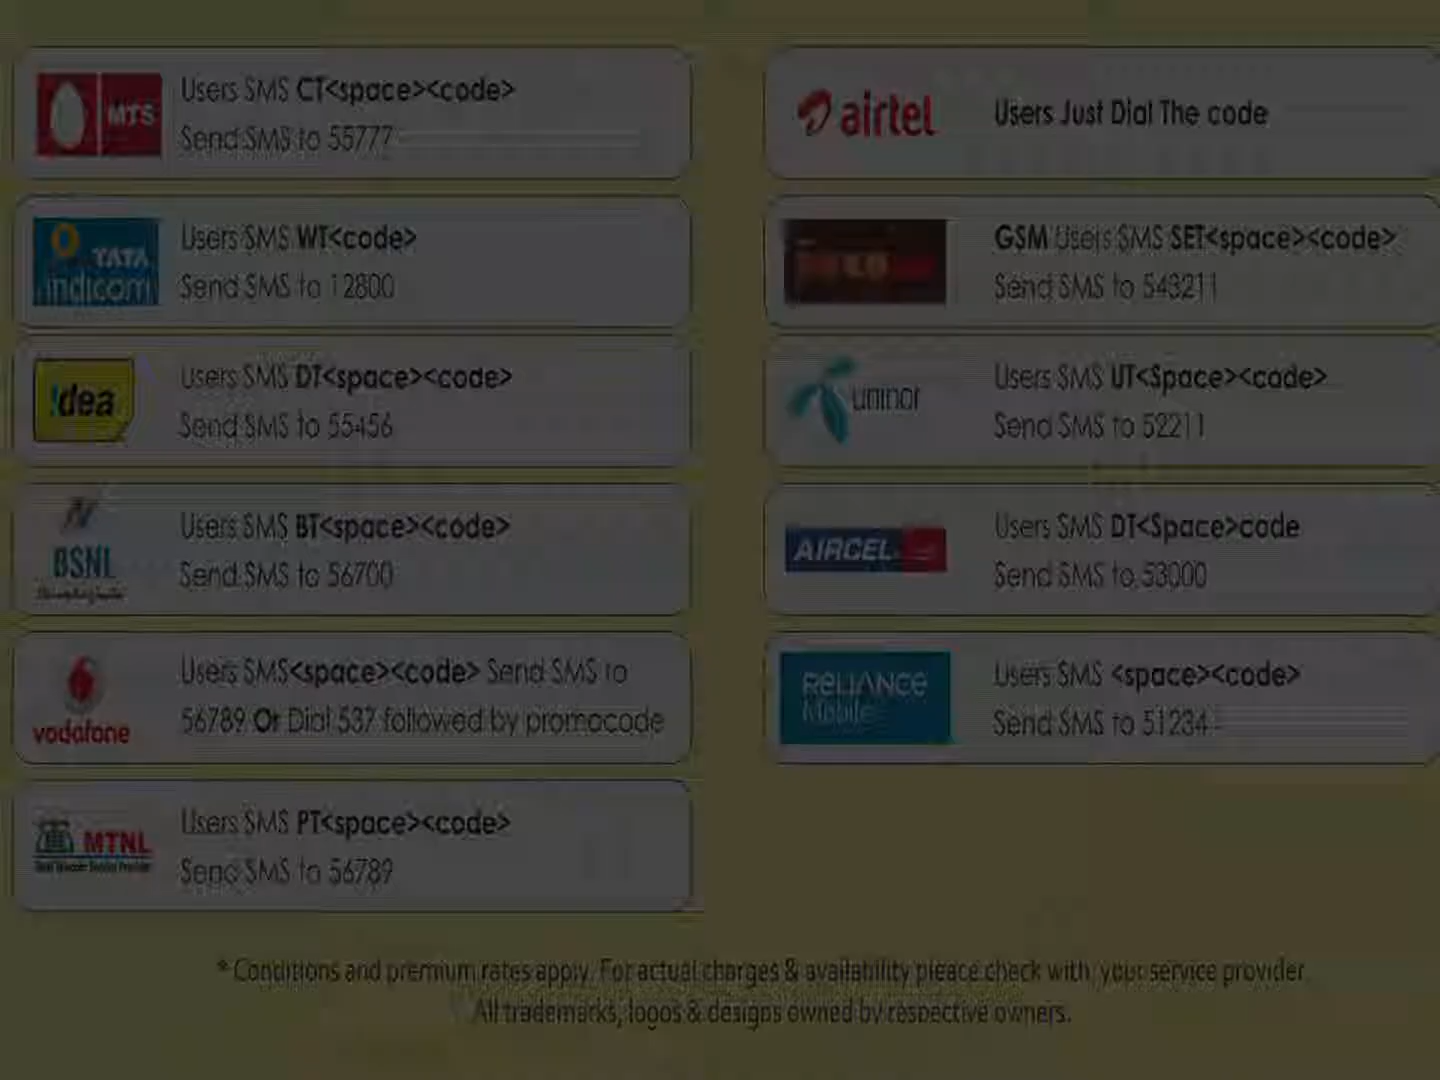 MTS
Users SMS CT<space><code>
Send SMS to 55777
airtel
Users Just Dial The code
TATA
indicom
Users SMS WT<code>
Send SMS to 12800
GSM Users SMS SET<space><code>
Send SMS to 543211
!dea
Users SMS DT<space><code>
Send SMS to 55456
uninor
Users SMS UT<Space><code>
Send SMS to 52211
BSNL
Users SMS BT<space><code>
Send SMS to 56700
AIRCEL
Users SMS DT<Space>code
Send SMS to 53000
vodafone
Users SMS<space><code> Send SMS to
56789 Or Dial 537 followed by promocode
RELIANCE
Mobile
Users SMS <space><code>
Send SMS to 51234
MTNL
Users SMS PT<space><code>
Send SMS to 56789
* Conditions and premium rates apply. For actual charges & availability please check with your service provider.
All trademarks, logos & designs owned by respective owners.